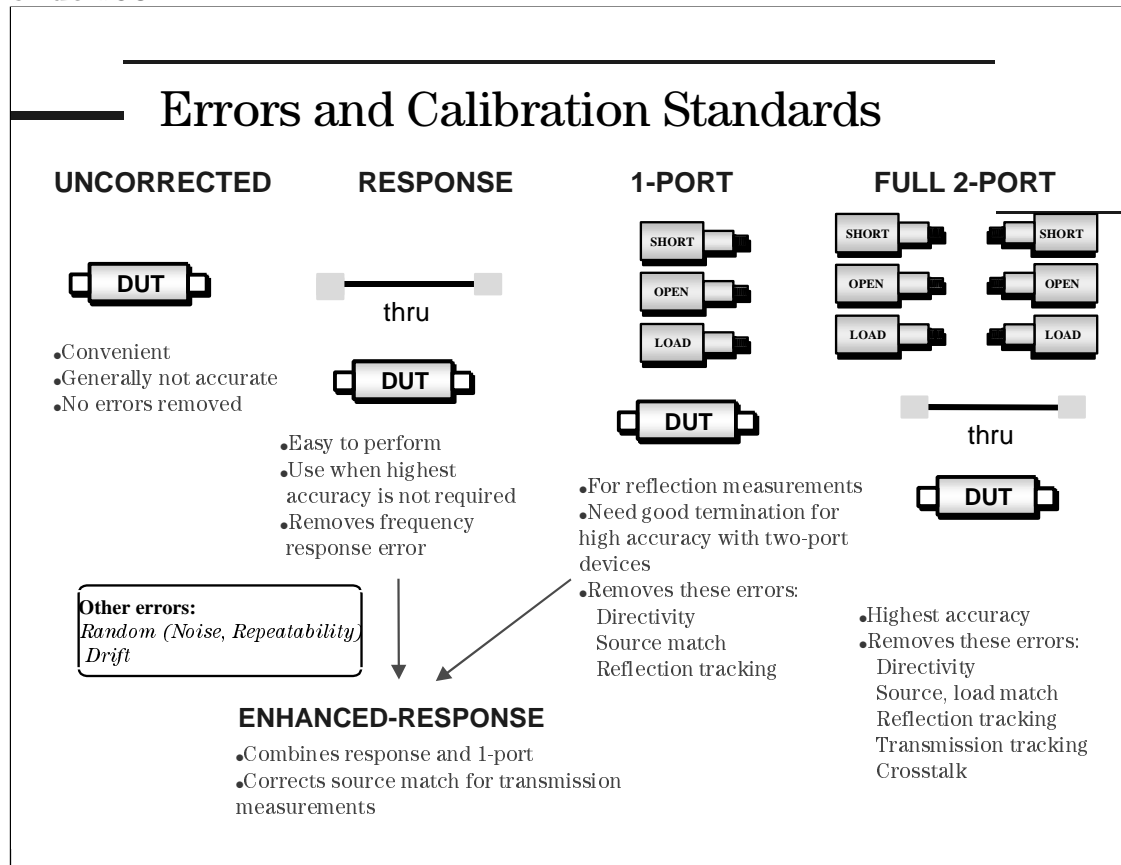 Errors and Calibration Standards
UNCORRECTED
DUT
•Convenient
•Generally not accurate
•No errors removed
RESPONSE
thru
DUT
•Easy to perform
•Use when highest
accuracy is not required
•Removes frequency
response error
1-PORT
SHORT
OPEN
LOAD
DUT
•For reflection measurements
•Need good termination for
high accuracy with two-port
devices
•Removes these errors:
Directivity
Source match
Reflection tracking
FULL 2-PORT
SHORT SHORT
OPEN OPEN
LOAD LOAD
thru
DUT
•Highest accuracy
•Removes these errors:
Directivity
Source, load match
Reflection tracking
Transmission tracking
Crosstalk
Other errors:
Random (Noise, Repeatability)
Drift
ENHANCED-RESPONSE
•Combines response and 1-port
•Corrects source match for transmission
measurements